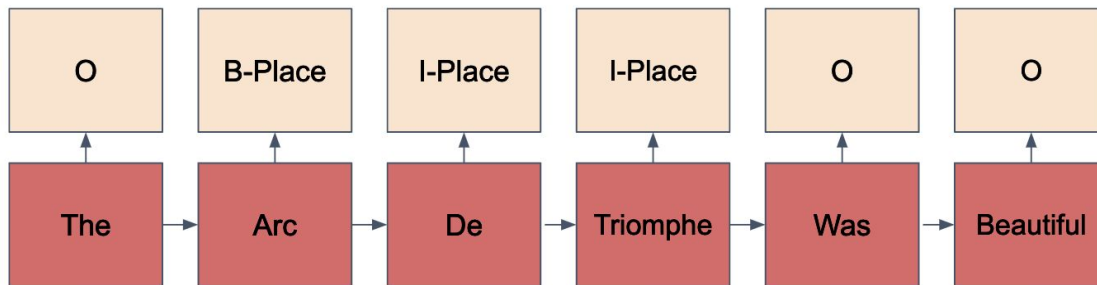 O B-Place I-Place I-Place O O
The Arc De Triomphe Was Beautiful